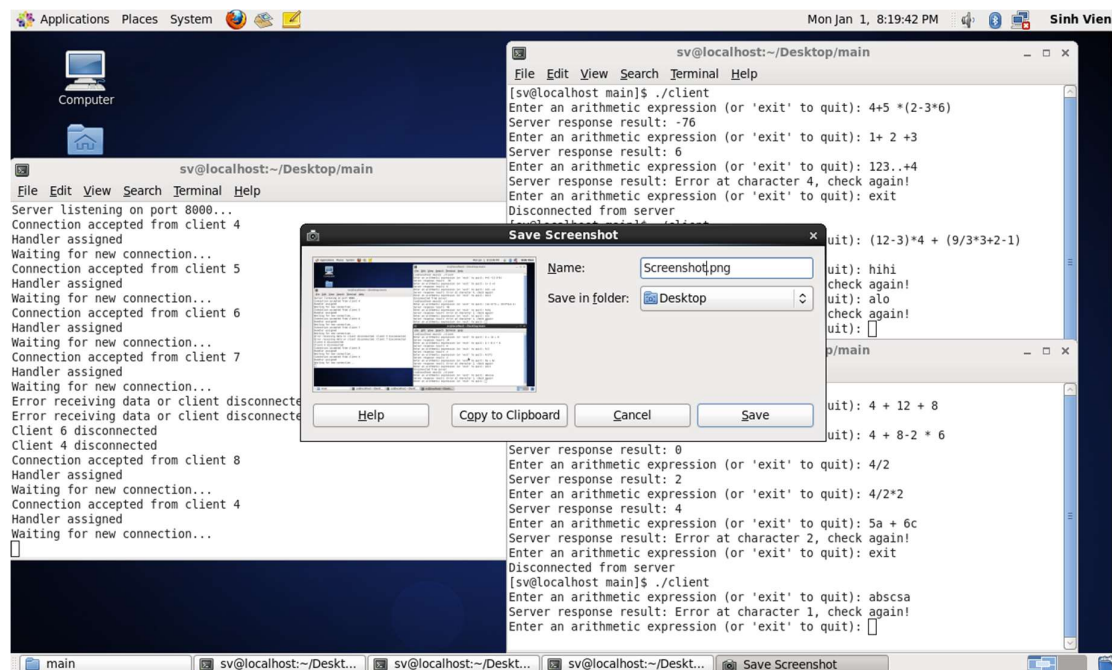 Applications Places System Mon Jan 1, 8:19:42 PM Sinh Vien
Computer
sv@localhost:~/Desktop/main
File Edit View Search Terminal Help
Server listening on port 8000...
Connection accepted from client 4
Handler assigned
Waiting for new connection...
Connection accepted from client 5
Handler assigned
Waiting for new connection...
Connection accepted from client 6
Handler assigned
Waiting for new connection...
Connection accepted from client 7
Handler assigned
Waiting for new connection...
Error receiving data or client disconnecte
Error receiving data or client disconnecte
Client 6 disconnected
Client 4 disconnected
Connection accepted from client 8
Handler assigned
Waiting for new connection...
Connection accepted from client 4
Handler assigned
Waiting for new connection...
sv@localhost:~/Desktop/main
File Edit View Search Terminal Help
[sv@localhost main]$ ./client
Enter an arithmetic expression (or 'exit' to quit): 4+5 *(2-3*6)
Server response result: -76
Enter an arithmetic expression (or 'exit' to quit): 1+ 2 +3
Server response result: 6
Enter an arithmetic expression (or 'exit' to quit): 123..+4
Server response result: Error at character 4, check again!
Enter an arithmetic expression (or 'exit' to quit): exit
Disconnected from server
uit): (12-3)*4 + (9/3*3+2-1)
uit): hihi
check again!
uit): alo
check again!
uit):
Save Screenshot
Name: Screenshot.png
Save in folder: Desktop
Help Copy to Clipboard Cancel Save
p/main
uit): 4 + 12 + 8
uit): 4 + 8-2 * 6
Server response result: 0
Enter an arithmetic expression (or 'exit' to quit): 4/2
Server response result: 2
Enter an arithmetic expression (or 'exit' to quit): 4/2*2
Server response result: 4
Enter an arithmetic expression (or 'exit' to quit): 5a + 6c
Server response result: Error at character 2, check again!
Enter an arithmetic expression (or 'exit' to quit): exit
Disconnected from server
[sv@localhost main]$ ./client
Enter an arithmetic expression (or 'exit' to quit): abscsa
Server response result: Error at character 1, check again!
Enter an arithmetic expression (or 'exit' to quit):
main sv@localhost:~/Deskt... sv@localhost:~/Deskt... sv@localhost:~/Deskt... Save Screenshot